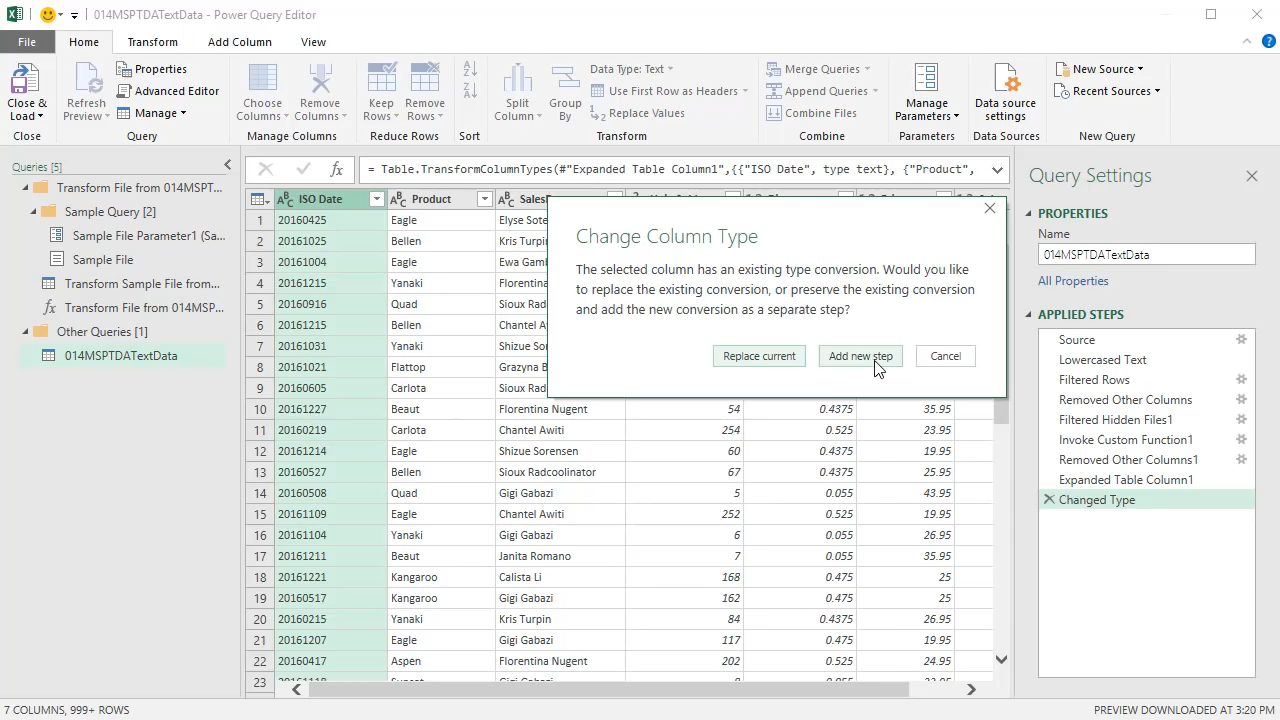 014MSPTDATextData - Power Query Editor
File
Home
Transform
Add Column
View
Close &
Load
Close
Refresh
Preview
Properties
Advanced Editor
Manage
Query
Choose
Columns
Remove
Columns
Manage Columns
Keep
Rows
Remove
Rows
Reduce Rows
Sort
Split
Column
Group
By
Data Type: Text
Use First Row as Headers
Replace Values
Transform
Merge Queries
Append Queries
Combine Files
Combine
Manage
Parameters
Parameters
Data source
settings
Data Sources
New Source
Recent Sources
New Query
Queries [5]
Transform File from 014MSPT...
Sample Query [2]
Sample File Parameter1 (Sa...
Sample File
Transform Sample File from...
fx Transform File from 014MSP...
Other Queries [1]
014MSPTDATextData
fx = Table.TransformColumnTypes(#"Expanded Table Column1",{{"ISO Date", type text}, {"Product",
ISO Date Product
1 20160425 Eagle Elyse Sote
2 20161025 Bellen Kris Turpin
3 20161004 Eagle Ewa Gamb
4 20161215 Yanaki Florentin
5 20160916 Quad Sioux Rad
6 20161215 Bellen Chantel A
7 20161031 Yanaki Shizue So
8 20161021 Flattop Grazyna B
9 20160605 Carlota Sioux Rad
10 20161227 Beaut Florentina Nugent 54 0.4375 35.95
11 20160219 Carlota Chantel Awiti 254 0.525 23.95
12 20161214 Eagle Shizue Sorensen 60 0.4375 19.95
13 20160527 Bellen Sioux Radcoolinator 67 0.4375 25.95
14 20160508 Quad Gigi Gabazi 5 0.055 43.95
15 20161109 Eagle Chantel Awiti 252 0.525 19.95
16 20161104 Yanaki Gigi Gabazi 6 0.055 26.95
17 20161211 Beaut Janita Romano 7 0.055 35.95
18 20161221 Kangaroo Calista Li 168 0.475 25
19 20160517 Kangaroo Gigi Gabazi 162 0.475 25
20 20160215 Yanaki Kris Turpin 84 0.4375 26.95
21 20161207 Eagle Gigi Gabazi 117 0.475 19.95
22 20160417 Aspen Florentina Nugent 202 0.525 24.95
23
Change Column Type
The selected column has an existing type conversion. Would you like
to replace the existing conversion, or preserve the existing conversion
and add the new conversion as a separate step?
Replace current
Add new step
Cancel
Query Settings
PROPERTIES
Name
014MSPTDATextData
All Properties
APPLIED STEPS
Source
Lowercased Text
Filtered Rows
Removed Other Columns
Filtered Hidden Files1
Invoke Custom Function1
Removed Other Columns1
Expanded Table Column1
Changed Type
7 COLUMNS, 999+ ROWS
PREVIEW DOWNLOADED AT 3:20 PM